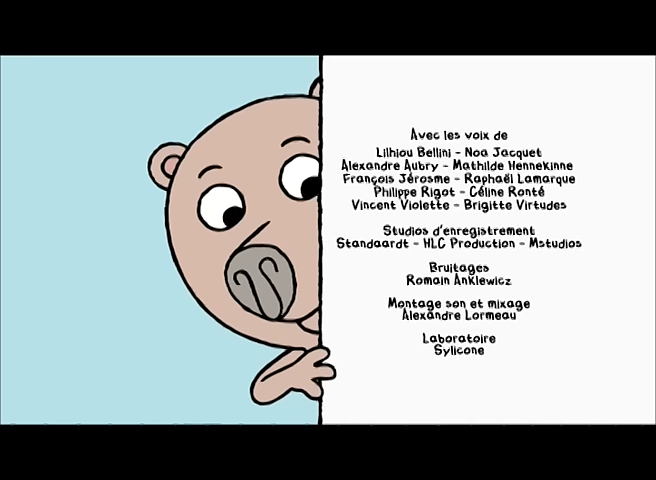 Avec les voix de
Lilhiou Bellini - Noa Jacquet
Alexandre Aubry - Mathilde Hennekinne
François Jérosme - Raphaël Lamarque
Philippe Rigot - Céline Ronté
Vincent Violette - Brigitte Virtudes
Studios d'enregistrement
Standaardt - HLC Production - Mstudios
Bruitages
Romain Anklewicz
Montage son et mixage
Alexandre Lormeau
Laboratoire
Sylicone